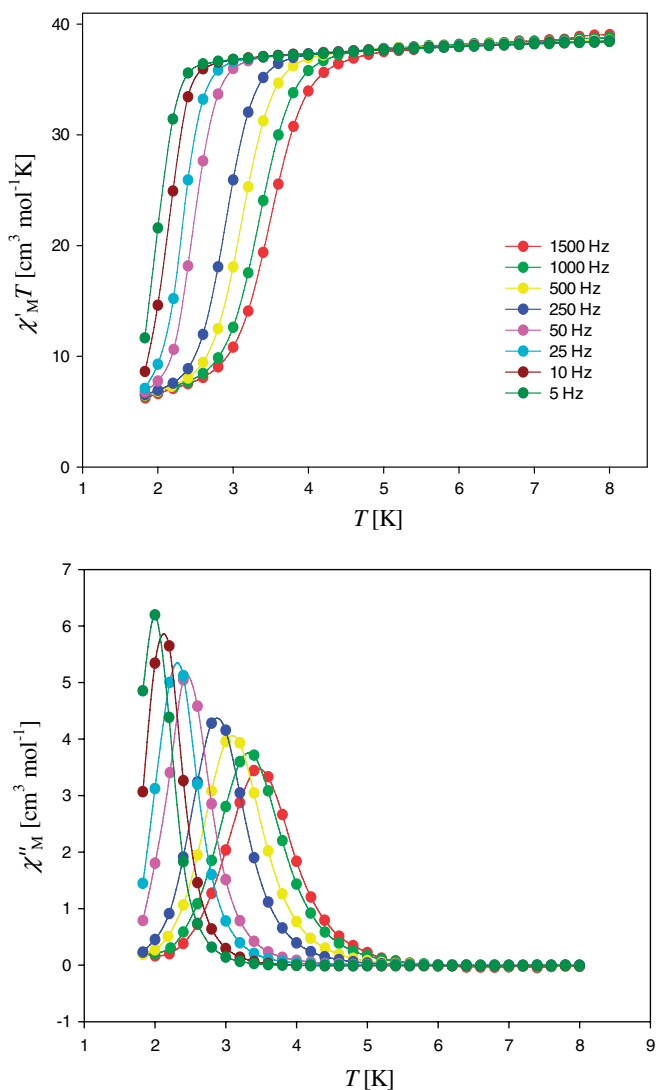 40
30
20
10
0
χ'MT [cm³ mol⁻¹K]
1500 Hz
1000 Hz
500 Hz
250 Hz
50 Hz
25 Hz
10 Hz
5 Hz
1 2 3 4 5 6 7 8
T [K]
7
6
5
4
3
2
1
0
-1
χ''M [cm³ mol⁻¹]
1 2 3 4 5 6 7 8 9
T [K]